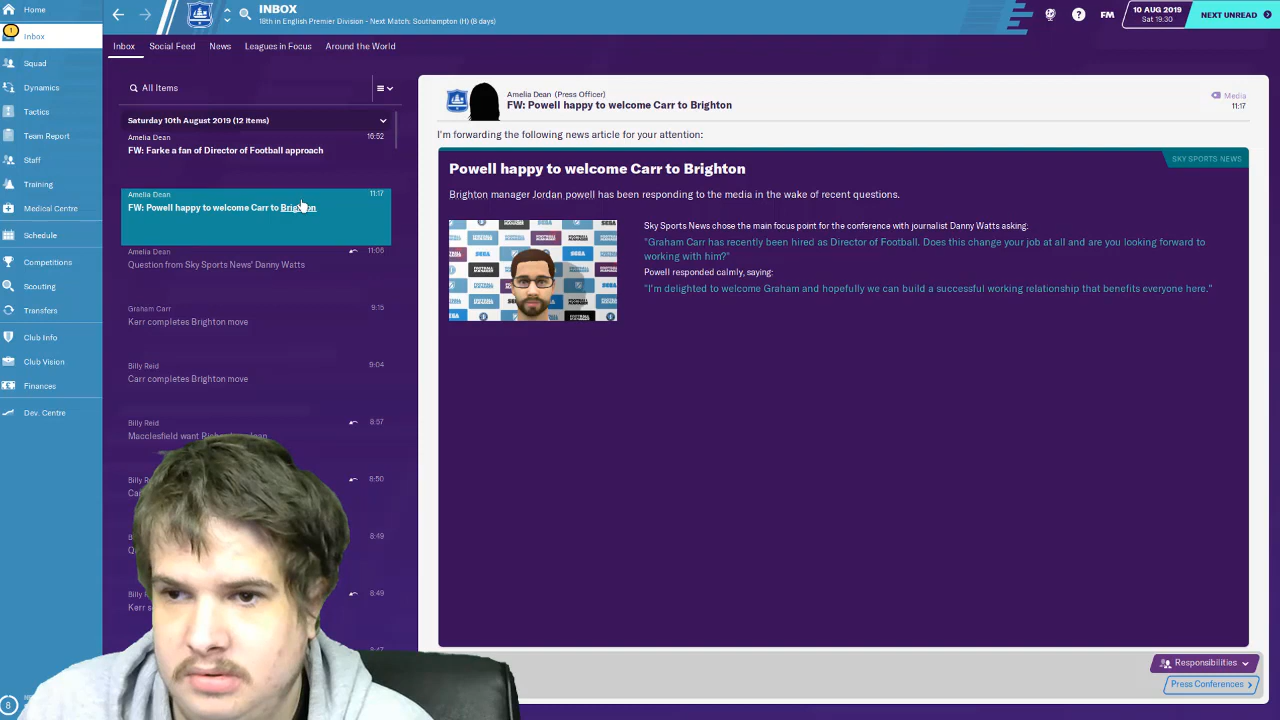 INBOX
18th in English Premier Division - Next Match: Southampton (H) (8 days)
FM
10 AUG 2019
Sat 19:30
NEXT UNREAD
Home
Inbox
Squad
Dynamics
Tactics
Team Report
Staff
Training
Medical Centre
Schedule
Competitions
Scouting
Transfers
Club Info
Club Vision
Finances
Dev. Centre
8
Inbox
Social Feed
News
Leagues in Focus
Around the World
All Items
Saturday 10th August 2019 (12 items)
Amelia Dean 16:52
FW: Farke a fan of Director of Football approach
Amelia Dean 11:17
FW: Powell happy to welcome Carr to Brighton
Amelia Dean 11:06
Question from Sky Sports News' Danny Watts
Graham Carr 9:15
Kerr completes Brighton move
Billy Reid 9:04
Carr completes Brighton move
Billy Reid 8:57
Macclesfield want
8:50
8:49
8:49
Amelia Dean (Press Officer)
FW: Powell happy to welcome Carr to Brighton
Media
11:17
I'm forwarding the following news article for your attention:
SKY SPORTS NEWS
Powell happy to welcome Carr to Brighton
Brighton manager Jordan powell has been responding to the media in the wake of recent questions.
Sky Sports News chose the main focus point for the conference with journalist Danny Watts asking:
"Graham Carr has recently been hired as Director of Football. Does this change your job at all and are you looking forward to
working with him?"
Powell responded calmly, saying:
"I'm delighted to welcome Graham and hopefully we can build a successful working relationship that benefits everyone here."
Responsibilities
Press Conferences